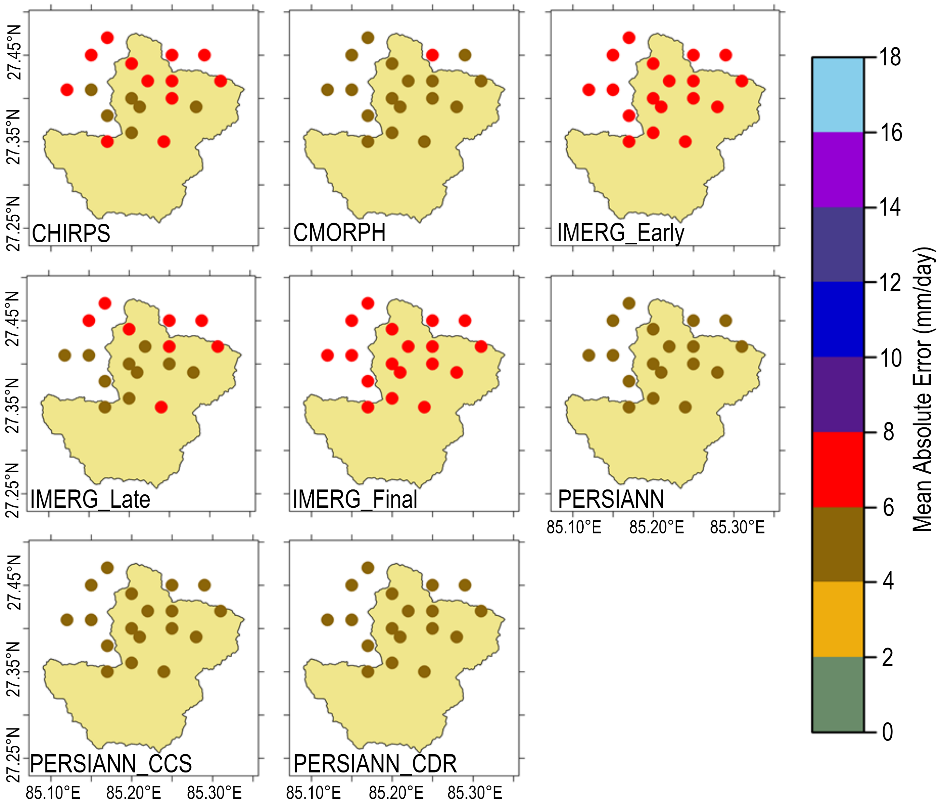 27.45°N
27.35°N
27.25°N
CHIRPS
CMORPH
IMERG_Early
27.45°N
27.35°N
27.25°N
IMERG_Late
IMERG_Final
PERSIANN
85.10°E 85.20°E 85.30°E
27.45°N
27.35°N
27.25°N
PERSIANN_CCS
PERSIANN_CDR
85.10°E 85.20°E 85.30°E
85.10°E 85.20°E 85.30°E
18
16
14
12
10
8
6
4
2
0
Mean Absolute Error (mm/day)